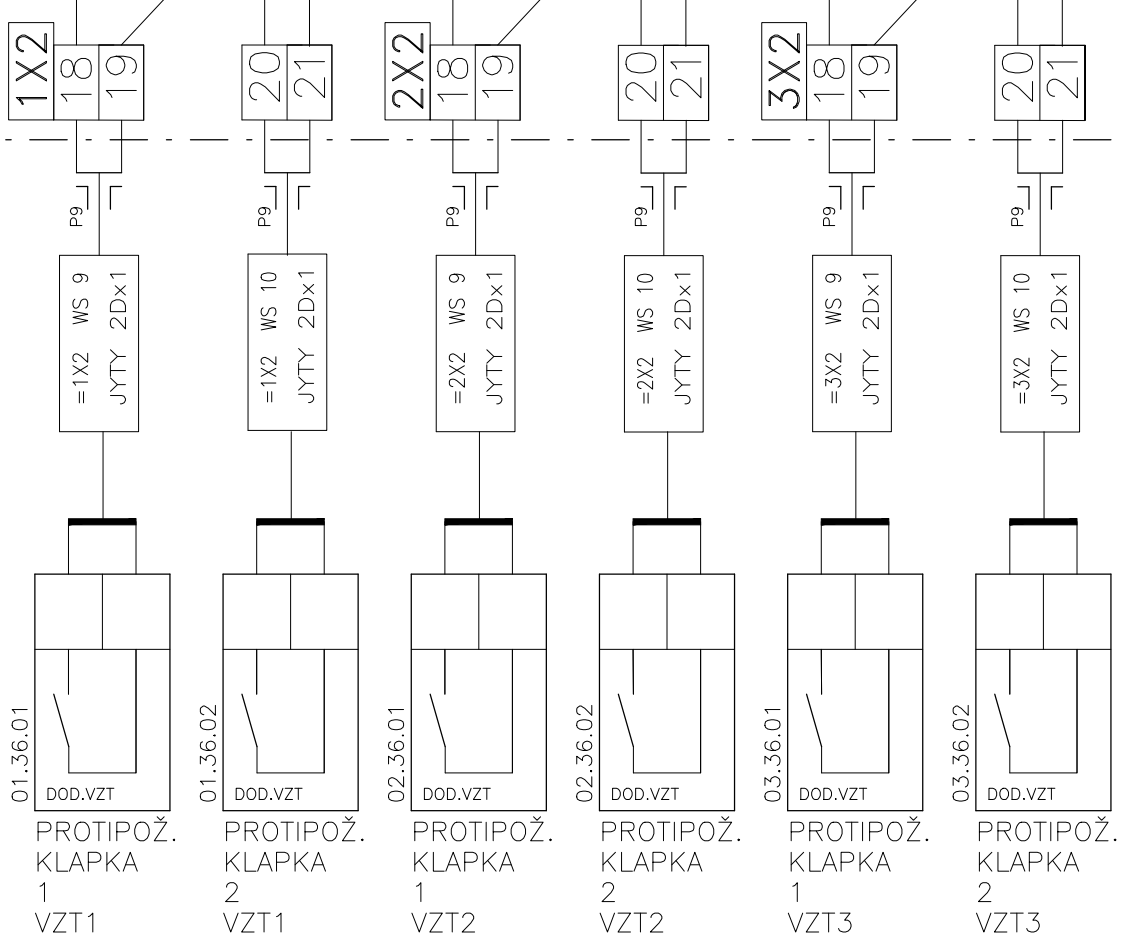 1X2
18
19
20
21
2X2
18
19
20
21
3X2
18
19
20
21
P9
P9
P9
P9
P9
P9
=1X2 WS 9
JYTY 2Dx1
=1X2 WS 10
JYTY 2Dx1
=2X2 WS 9
JYTY 2Dx1
=2X2 WS 10
JYTY 2Dx1
=3X2 WS 9
JYTY 2Dx1
=3X2 WS 10
JYTY 2Dx1
01.36.01
DOD.VZT
01.36.02
DOD.VZT
02.36.01
DOD.VZT
02.36.02
DOD.VZT
03.36.01
DOD.VZT
03.36.02
DOD.VZT
PROTIPOŽ.
KLAPKA
1
VZT1
PROTIPOŽ.
KLAPKA
2
VZT1
PROTIPOŽ.
KLAPKA
1
VZT2
PROTIPOŽ.
KLAPKA
2
VZT2
PROTIPOŽ.
KLAPKA
1
VZT3
PROTIPOŽ.
KLAPKA
2
VZT3